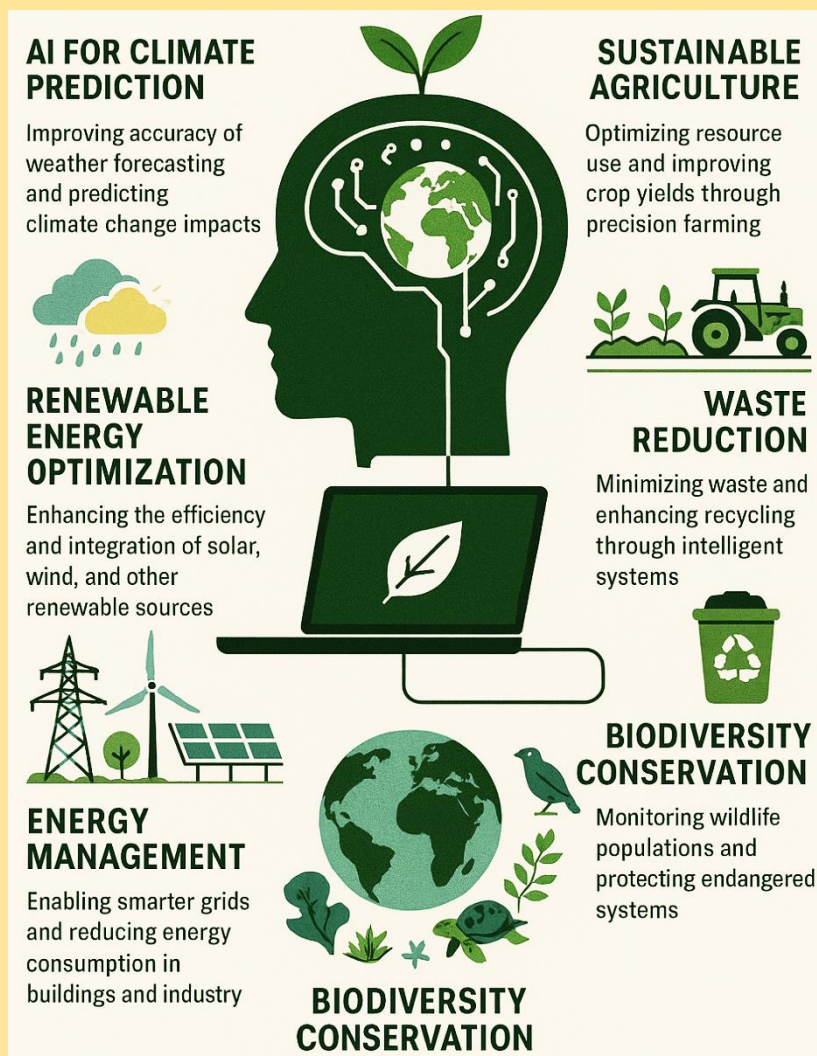 AI FOR CLIMATE
PREDICTION
Improving accuracy of
weather forecasting
and predicting
climate change impacts
RENEWABLE
ENERGY
OPTIMIZATION
Enhancing the efficiency
and integration of solar,
wind, and other
renewable sources
ENERGY
MANAGEMENT
Enabling smarter grids
and reducing energy
consumption in
buildings and industry
SUSTAINABLE
AGRICULTURE
Optimizing resource
use and improving
crop yields through
precision farming
WASTE
REDUCTION
Minimizing waste and
enhancing recycling
through intelligent
systems
BIODIVERSITY
CONSERVATION
Monitoring wildlife
populations and
protecting endangered
systems
BIODIVERSITY
CONSERVATION